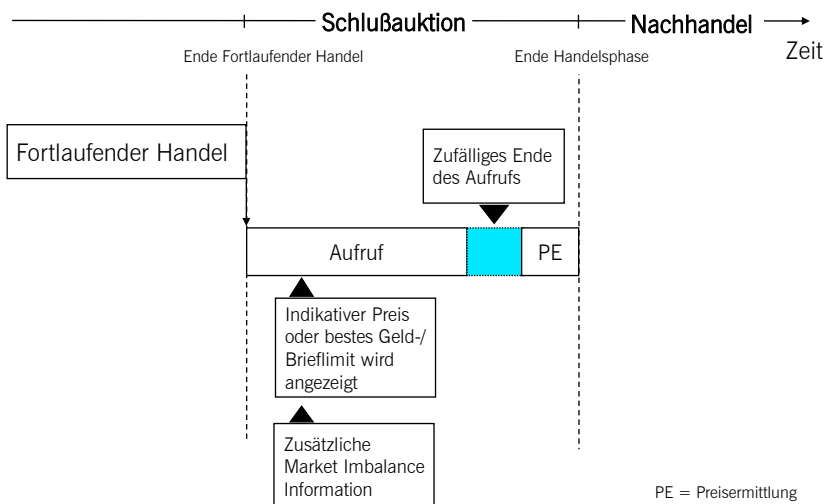 Schlußauktion
Nachhandel
Zeit
Ende Fortlaufender Handel
Ende Handelsphase
Fortlaufender Handel
Zufälliges Ende
des Aufrufs
Aufruf
PE
Indikativer Preis
oder bestes Geld-/
Brieflimit wird
angezeigt
Zusätzliche
Market Imbalance
Information
PE = Preisermittlung